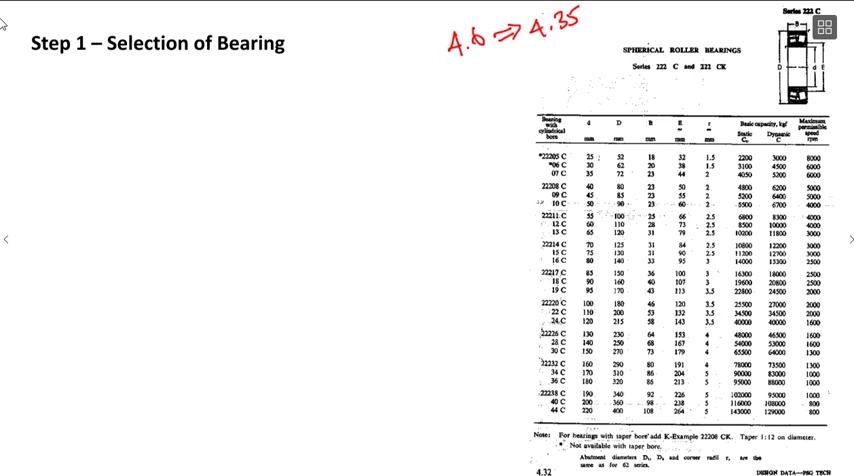 Step 1 – Selection of Bearing
4.6 ⇒ 4.35
Series 222 C
B
r
D d E
SPHERICAL ROLLER BEARINGS
Series 222 C and 222 CK
Bearing with cylindrical bore d D B E ≈ r ≈ Basic capacity, kgf Maximum permissible speed rpm
mm mm mm mm mm Static C₀ Dynamic C
*22205 C 25 52 18 32 1.5 2200 3000 8000
*06 C 30 62 20 38 1.5 3100 4500 6000
07 C 35 72 23 44 2 4050 5200 6000
22208 C 40 80 23 50 2 4800 6200 5000
09 C 45 85 23 55 2 5200 6400 5000
10 C 50 90 23 60 2 5500 6700 4000
22211 C 55 100 25 66 2.5 6800 8300 4000
12 C 60 110 28 73 2.5 8500 10000 4000
13 C 65 120 31 79 2.5 10200 11800 3000
22214 C 70 125 31 84 2.5 10800 12200 3000
15 C 75 130 31 90 2.5 11200 12700 3000
16 C 80 140 33 95 3 14000 15300 2500
22217 C 85 150 36 100 3 16300 18000 2500
18 C 90 160 40 107 3 19600 20800 2500
19 C 95 170 43 113 3.5 22800 24500 2000
22220 C 100 180 46 120 3.5 25500 27000 2000
22 C 110 200 53 132 3.5 34500 34500 2000
24 C 120 215 58 143 3.5 40000 40000 1600
22226 C 130 230 64 153 4 48000 46500 1600
28 C 140 250 68 167 4 54000 53000 1600
30 C 150 270 73 179 4 65500 64000 1300
22232 C 160 290 80 191 4 78000 73500 1300
34 C 170 310 86 204 5 90000 83000 1000
36 C 180 320 86 213 5 95000 88000 1000
22238 C 190 340 92 226 5 102000 95000 1000
40 C 200 360 98 238 5 116000 108000 800
44 C 220 400 108 264 5 143000 129000 800
Note: For bearings with taper bore add K-Example 22208 CK. Taper 1:12 on diameter.
* Not available with taper bore.
Abutment diameters D₁, D₂ and corner radii r₁ are the
same as for 62 series.
4.32 DESIGN DATA—PSG TECH